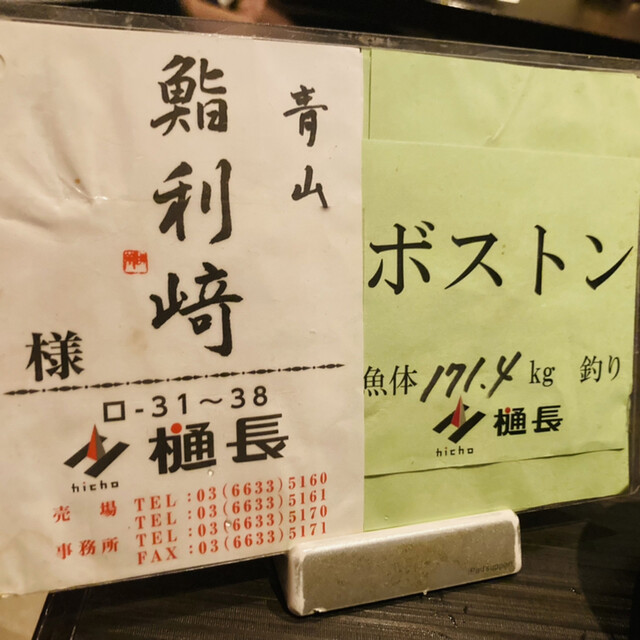 青山
鮨利﨑
様
ロ-31～38
樋長
hicho
売場 TEL:03(6633)5160
TEL:03(6633)5161
事務所 TEL:03(6633)5170
FAX:03(6633)5171
ボストン
魚体 171.4 kg 釣り
樋長
hicho